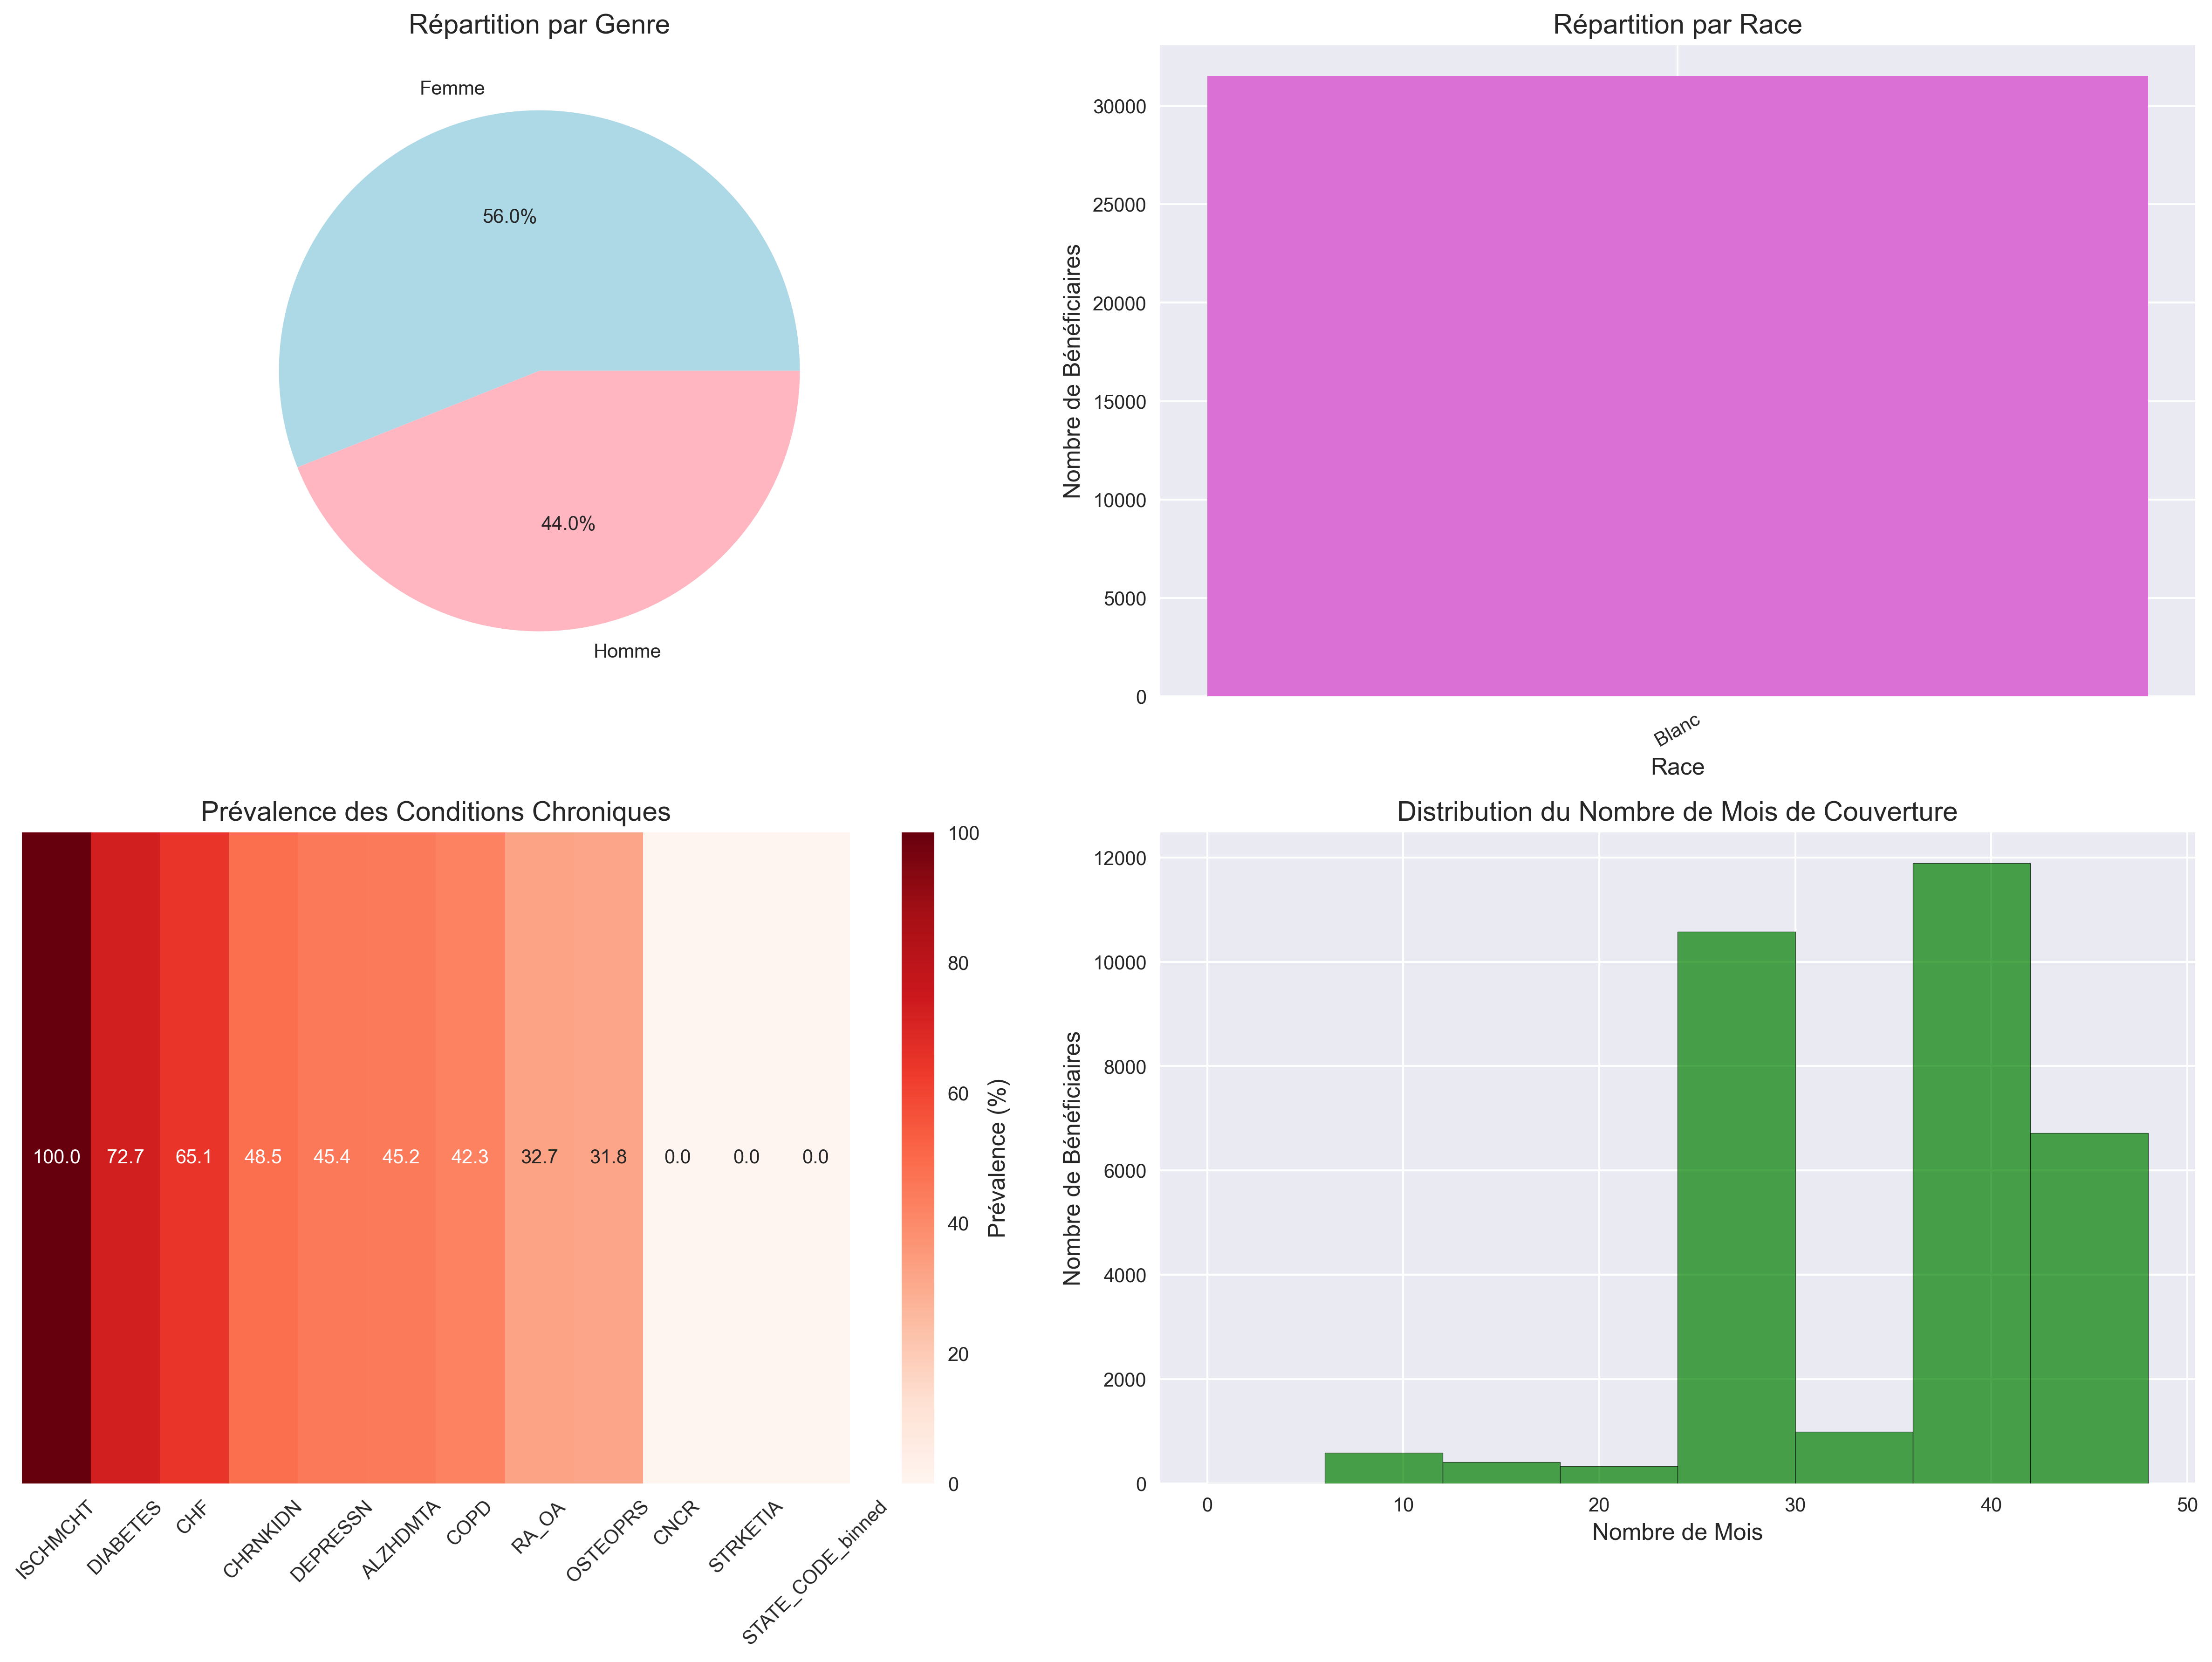 Répartition par Genre
Femme
56.0%
44.0%
Homme
Répartition par Race
Nombre de Bénéficiaires
30000
25000
20000
15000
10000
5000
0
Blanc
Race
Prévalence des Conditions Chroniques
100.0 72.7 65.1 48.5 45.4 45.2 42.3 32.7 31.8 0.0 0.0 0.0
ISCHMCHT DIABETES CHF CHRNKIDN DEPRESSN ALZHDMTA COPD RA_OA OSTEOPRS CNCR STRKETIA STATE_CODE_binned
100
80
60
40
20
0
Prévalence (%)
Distribution du Nombre de Mois de Couverture
Nombre de Bénéficiaires
12000
10000
8000
6000
4000
2000
0
0 10 20 30 40 50
Nombre de Mois